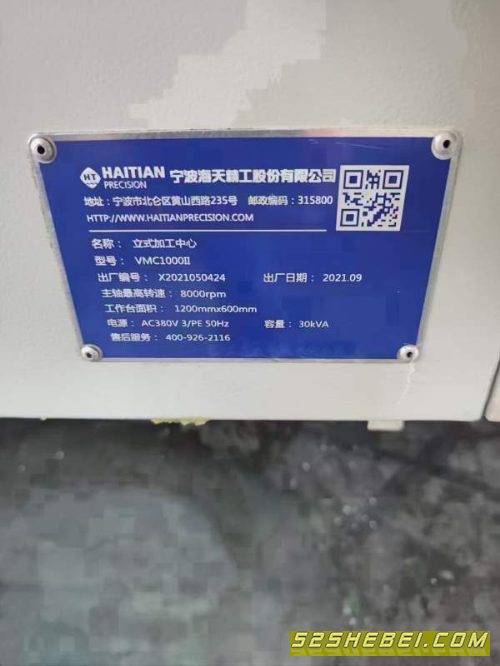 HT HAITIAN PRECISION 宁波海天精工股份有限公司
地址：宁波市北仑区黄山西路235号 邮政编码：315800
HTTP://WWW.HAITIANPRECISION.COM
名称： 立式加工中心
型号： VMC1000II
出厂编号： X2021050424 出厂日期： 2021.09
主轴最高转速： 8000rpm
工作台面积： 1200mmx600mm
电源： AC380V 3/PE 50Hz 容量： 30kVA
售后服务： 400-926-2116
52SHEBEI.COM